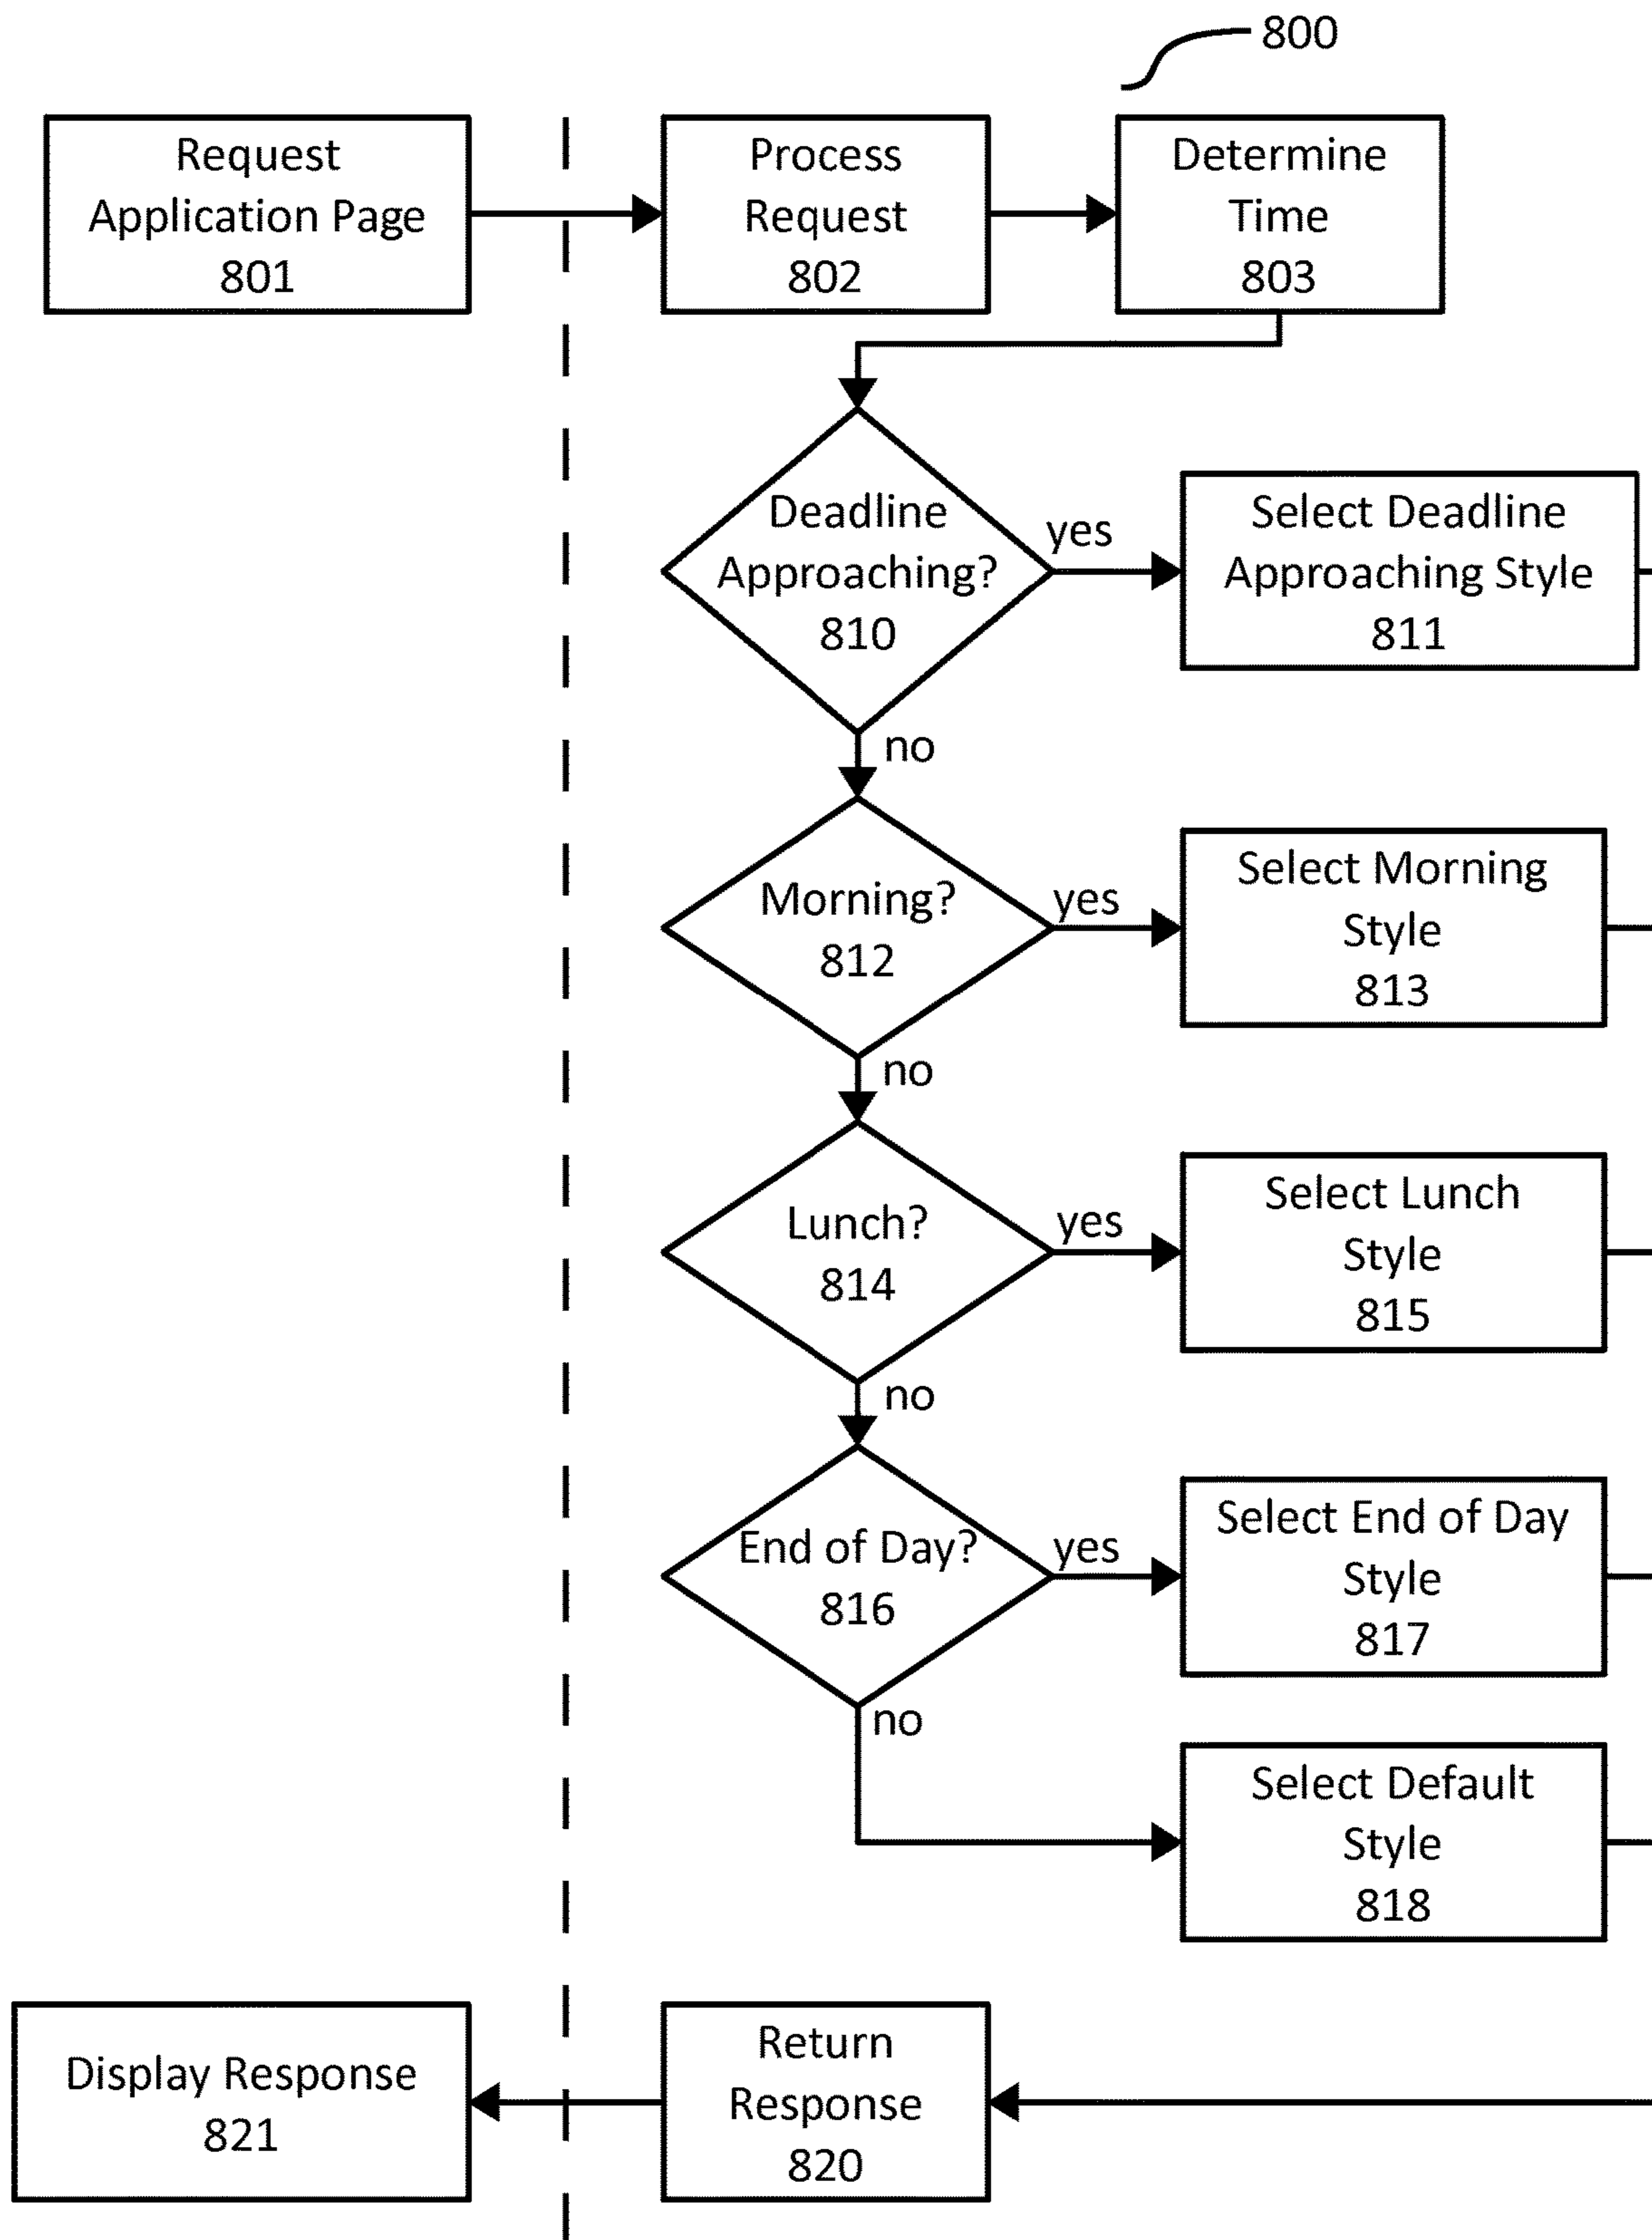 800
Request
Application Page
801
Process
Request
802
Determine
Time
803
Deadline
Approaching?
810
yes
Select Deadline
Approaching Style
811
no
Morning?
812
yes
Select Morning
Style
813
no
Lunch?
814
yes
Select Lunch
Style
815
no
End of Day?
816
yes
Select End of Day
Style
817
no
Select Default
Style
818
Display Response
821
Return
Response
820